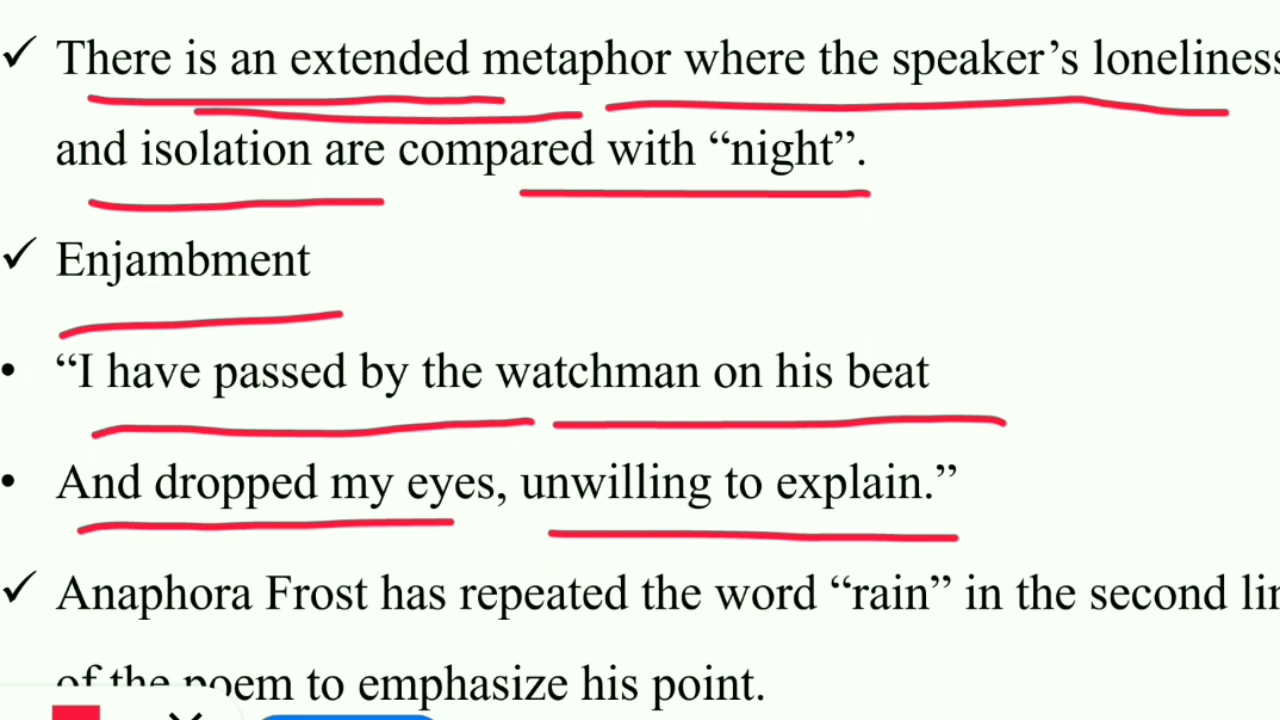 ✓ There is an extended metaphor where the speaker’s loneliness
and isolation are compared with “night”.
✓ Enjambment
• “I have passed by the watchman on his beat
• And dropped my eyes, unwilling to explain.”
✓ Anaphora Frost has repeated the word “rain” in the second
of the poem to emphasize his point.